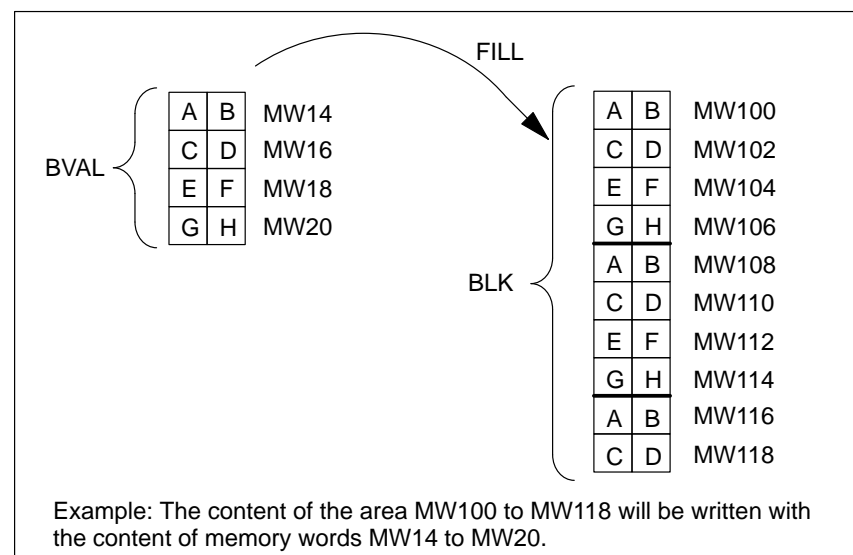 FILL
BVAL
A B MW14
C D MW16
E F MW18
G H MW20
BLK
A B MW100
C D MW102
E F MW104
G H MW106
A B MW108
C D MW110
E F MW112
G H MW114
A B MW116
C D MW118
Example: The content of the area MW100 to MW118 will be written with
the content of memory words MW14 to MW20.